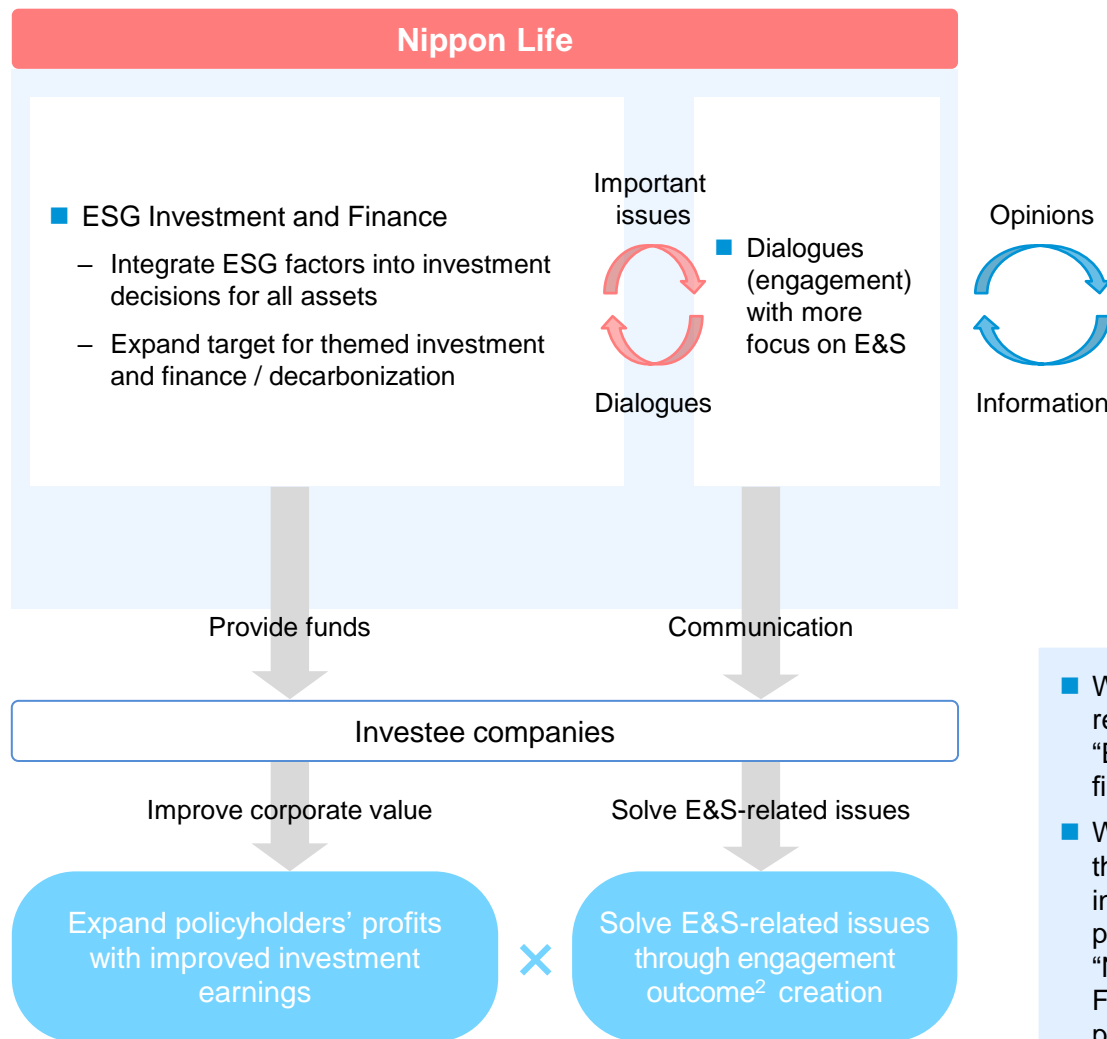 Nippon Life
■ ESG Investment and Finance
– Integrate ESG factors into investment
decisions for all assets
– Expand target for themed investment
and finance / decarbonization
Important
issues
Dialogues
■ Dialogues
(engagement)
with more
focus on E&S
Opinions
Information
Provide funds
Communication
Investee companies
Improve corporate value
Solve E&S-related issues
Expand policyholders’ profits
with improved investment
earnings
×
Solve E&S-related issues
through engagement
outcome² creation